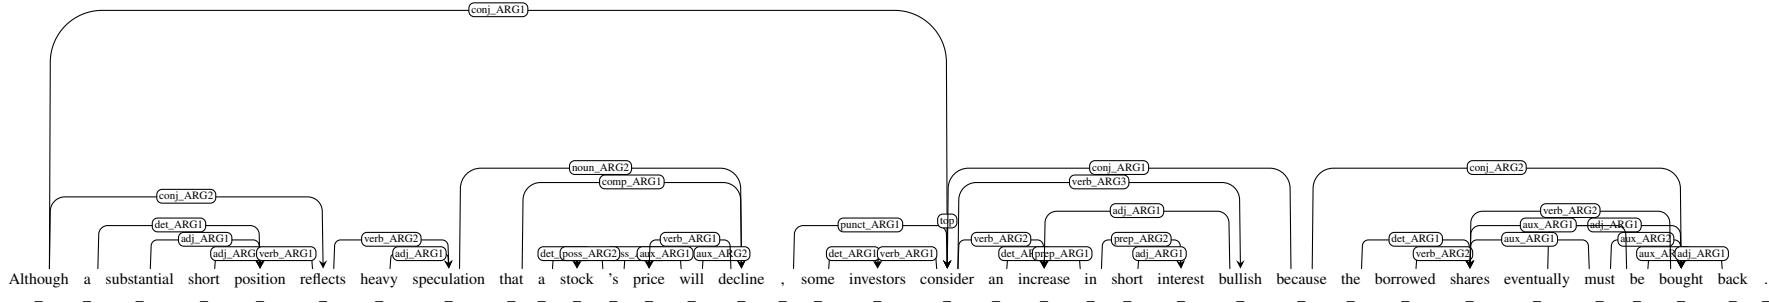 conj_ARG1
noun_ARG2 conj_ARG1 conj_ARG2
comp_ARG1 verb_ARG3
conj_ARG2
adj_ARG1 verb_ARG2
det_ARG1 punct_ARG1 top aux_ARG1 adj_ARG1
adj_ARG1 verb_ARG2 verb_ARG1 verb_ARG2 prep_ARG2 det_ARG1 aux_ARG1 aux_ARG2
verb_ARG1 adj_ARG1 poss_ARG2 aux_ARG1 aux_ARG2 det_ARG1 verb_ARG1 prep_ARG1 adj_ARG1 verb_ARG2 adj_ARG1
Although a substantial short position reflects heavy speculation that a stock 's price will decline , some investors consider an increase in short interest bullish because the borrowed shares eventually must be bought back .
_ _ _ _ _ _ _ _ _ _ _ _ _ _ _ _ _ _ _ _ _ _ _ _ _ _ _ _ _ _ _ _ _ _ _